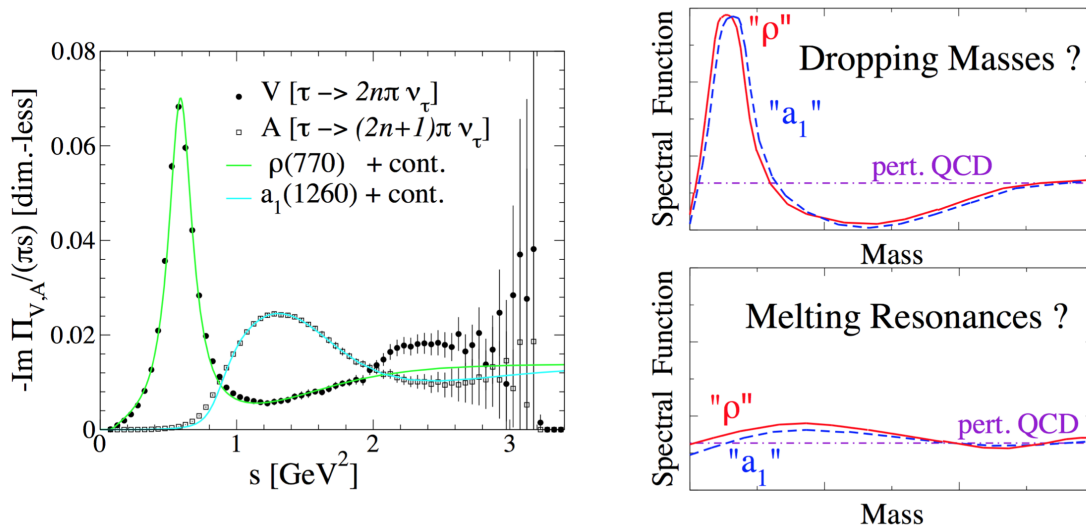 0.08
0.06
0.04
0.02
0
-Im Π_{V,A}/(πs) [dim.-less]
V [τ -> 2nπ ν_τ]
A [τ -> (2n+1)π ν_τ]
ρ(770) + cont.
a_1(1260) + cont.
0 1 2 3
s [GeV^2]
"ρ"
Dropping Masses ?
"a_1"
pert. QCD
Spectral Function
Mass
Melting Resonances ?
"ρ"
pert. QCD
"a_1"
Spectral Function
Mass